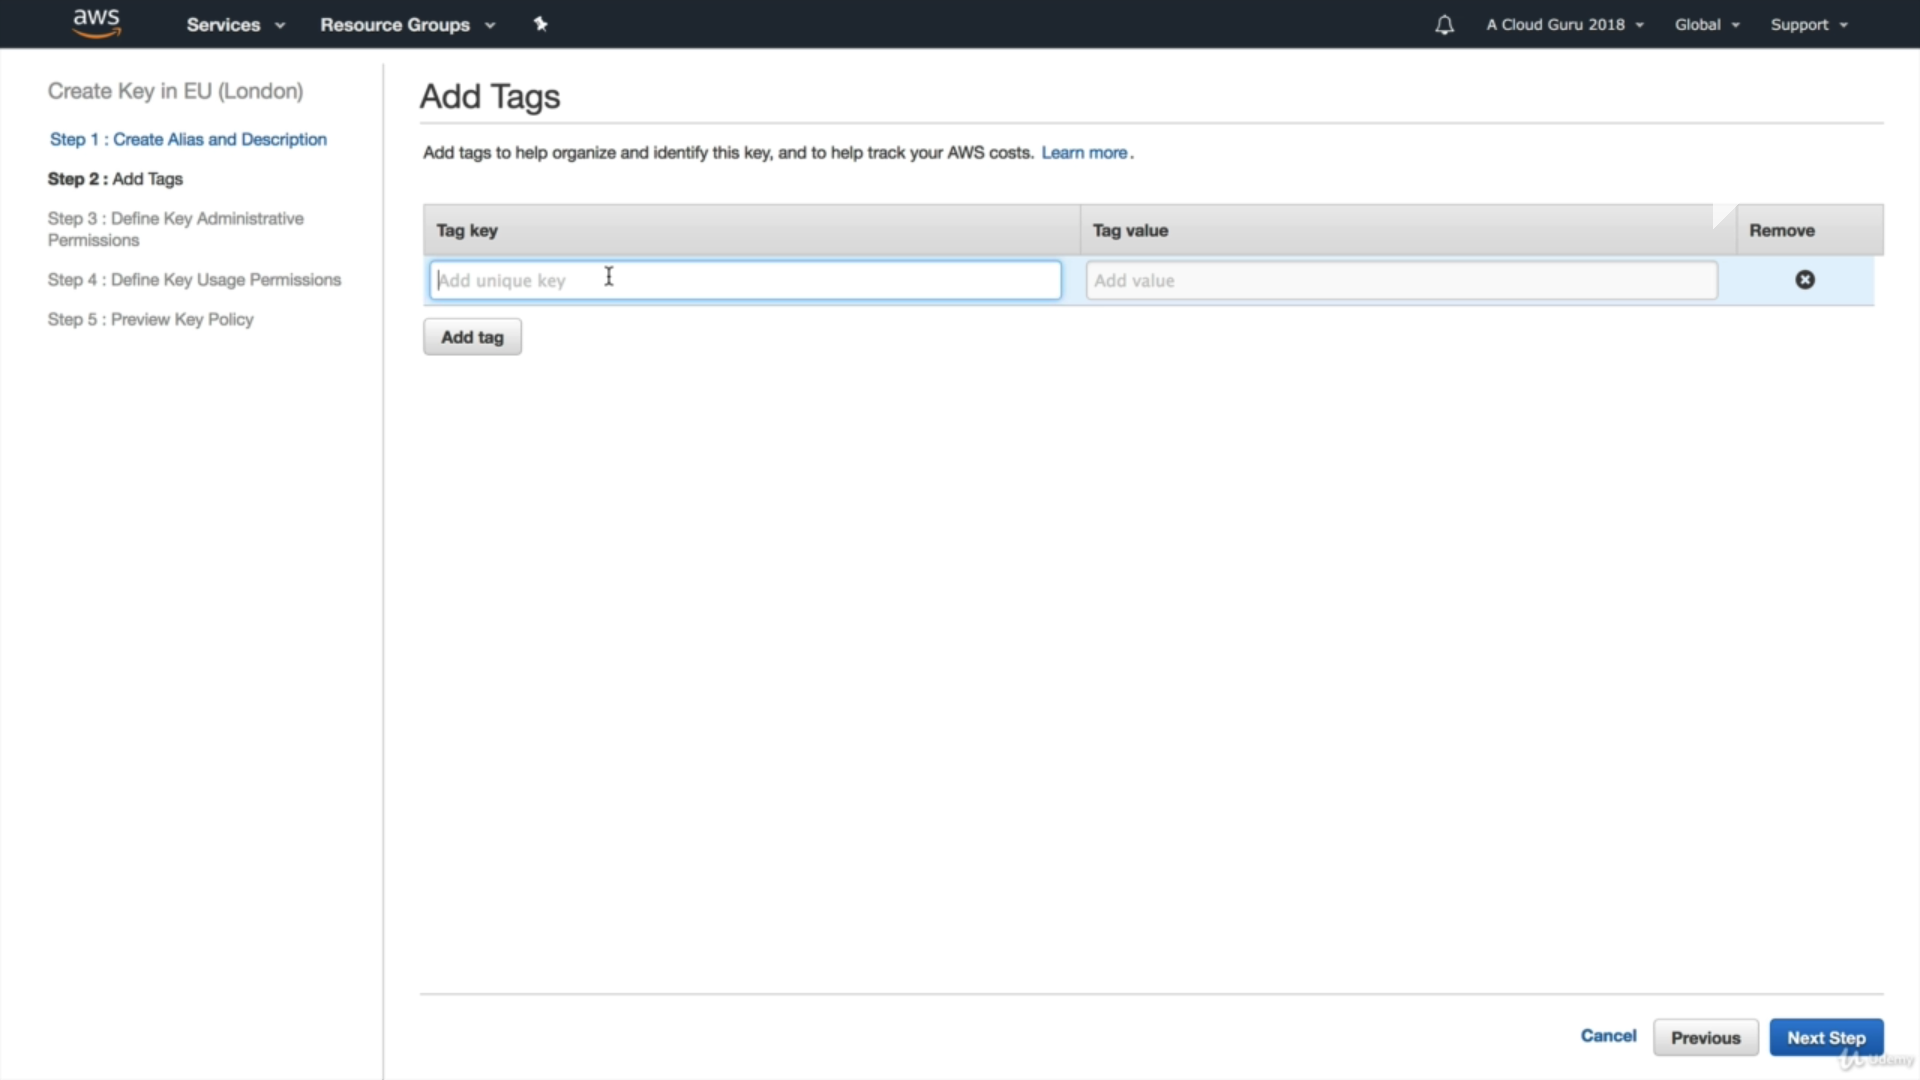 aws
Services
Resource Groups
A Cloud Guru 2018
Global
Support
Create Key in EU (London)
Step 1 : Create Alias and Description
Step 2 : Add Tags
Step 3 : Define Key Administrative
Permissions
Step 4 : Define Key Usage Permissions
Step 5 : Preview Key Policy
Add Tags
Add tags to help organize and identify this key, and to help track your AWS costs. Learn more.
Tag key
Tag value
Remove
Add unique key
Add value
Add tag
Cancel
Previous
Next Step
Udemy